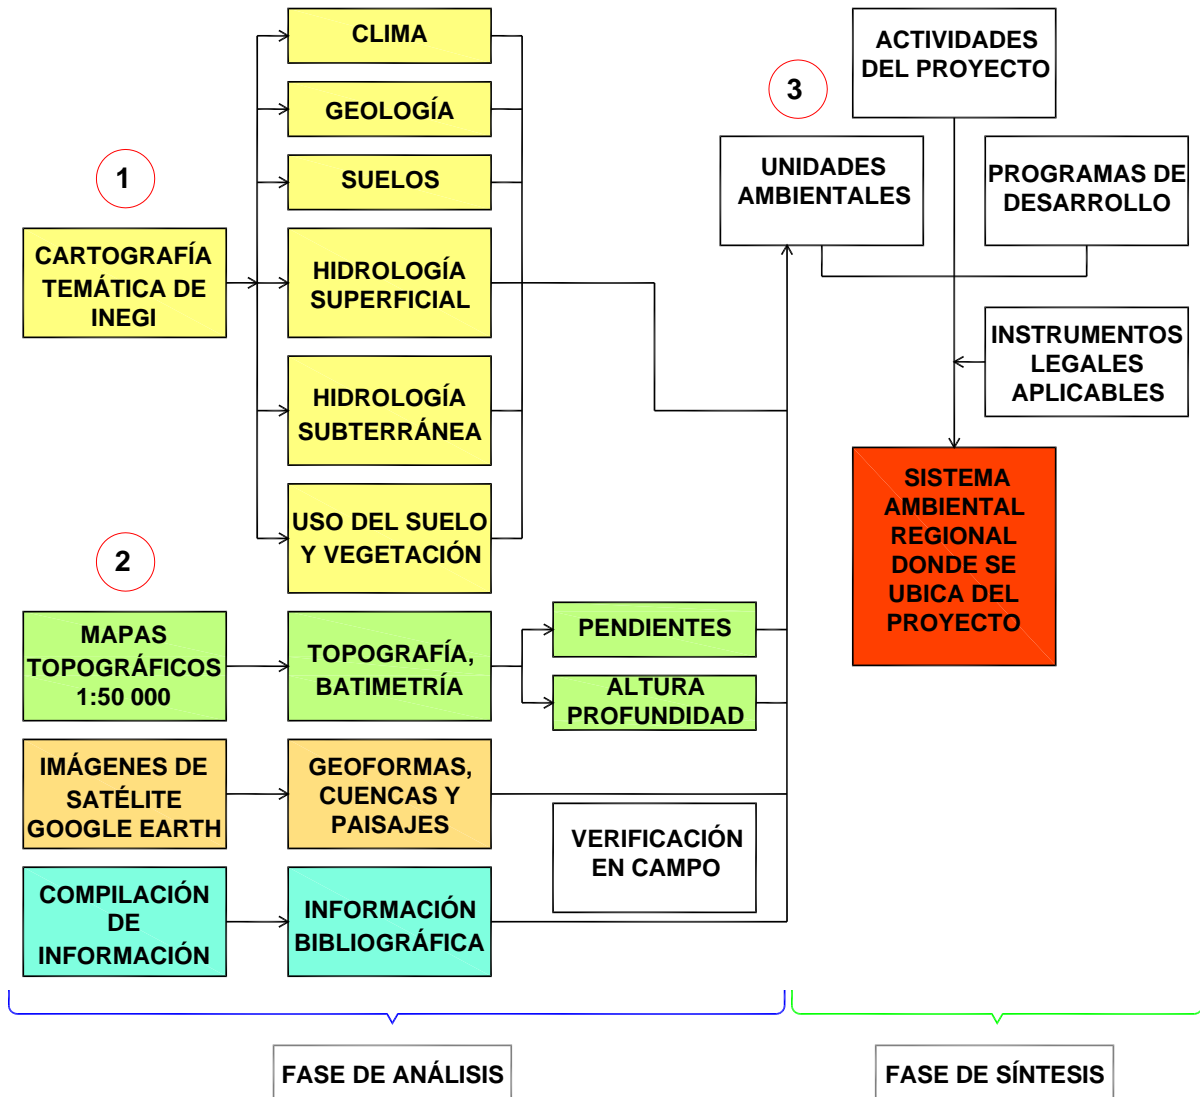 1
CARTOGRAFÍA
TEMÁTICA DE
INEGI
CLIMA
GEOLOGÍA
SUELOS
HIDROLOGÍA
SUPERFICIAL
HIDROLOGÍA
SUBTERRÁNEA
USO DEL SUELO
Y VEGETACIÓN
2
MAPAS
TOPOGRÁFICOS
1:50 000
TOPOGRAFÍA,
BATIMETRÍA
PENDIENTES
ALTURA
PROFUNDIDAD
IMÁGENES DE
SATÉLITE
GOOGLE EARTH
GEOFORMAS,
CUENCAS Y
PAISAJES
VERIFICACIÓN
EN CAMPO
COMPILACIÓN
DE
INFORMACIÓN
INFORMACIÓN
BIBLIOGRÁFICA
3
UNIDADES
AMBIENTALES
ACTIVIDADES
DEL PROYECTO
PROGRAMAS DE
DESARROLLO
INSTRUMENTOS
LEGALES
APLICABLES
SISTEMA
AMBIENTAL
REGIONAL
DONDE SE
UBICA DEL
PROYECTO
FASE DE ANÁLISIS
FASE DE SÍNTESIS